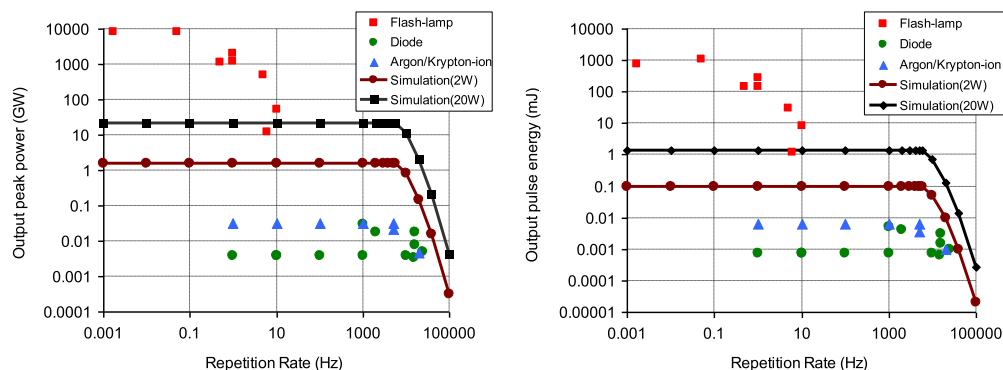 Output peak power (GW)
10000
1000
100
10
1
0.1
0.01
0.001
0.0001
0.001
0.1
10
1000
100000
Repetition Rate (Hz)
Flash-lamp
Diode
Argon/Krypton-ion
Simulation(2W)
Simulation(20W)
Output pulse energy (mJ)
10000
1000
100
10
1
0.1
0.01
0.001
0.0001
0.00001
0.001
0.1
10
1000
100000
Repetition Rate (Hz)
Flash-lamp
Diode
Argon/Krypton-ion
Simulation(2W)
Simulation(20W)